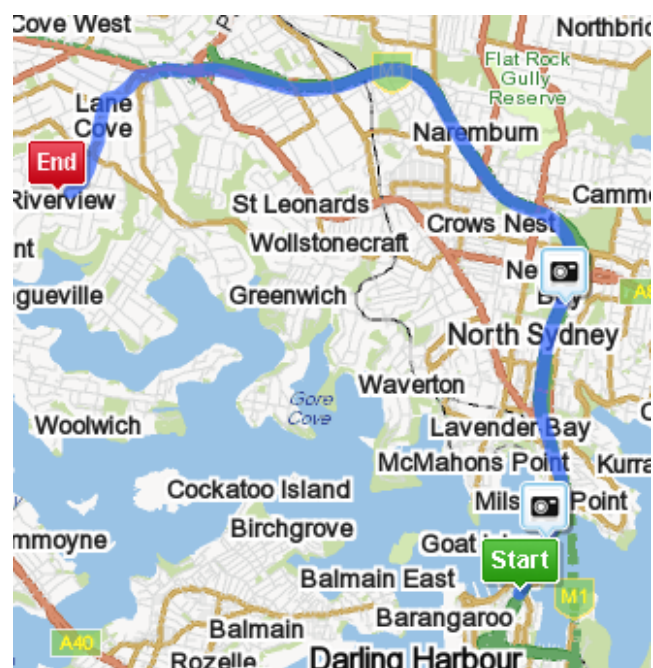 Cove West
Northbri
M1
Flat Rock
Gully
Reserve
Lane
Cove
Naremburn
End
Riverview
St Leonards
Camme
Crows Nest
nt
Wollstonecraft
Ne
gueville
Greenwich
Bay
A8
North Sydney
Waverton
Gore
Cove
Woolwich
Lavender Bay
McMahons Point
Kurra
Cockatoo Island
Mils
Point
mmoyne
Birchgrove
Goat
Start
Balmain East
M1
Barangaroo
A40
Balmain
Rozelle
Darling Harbour